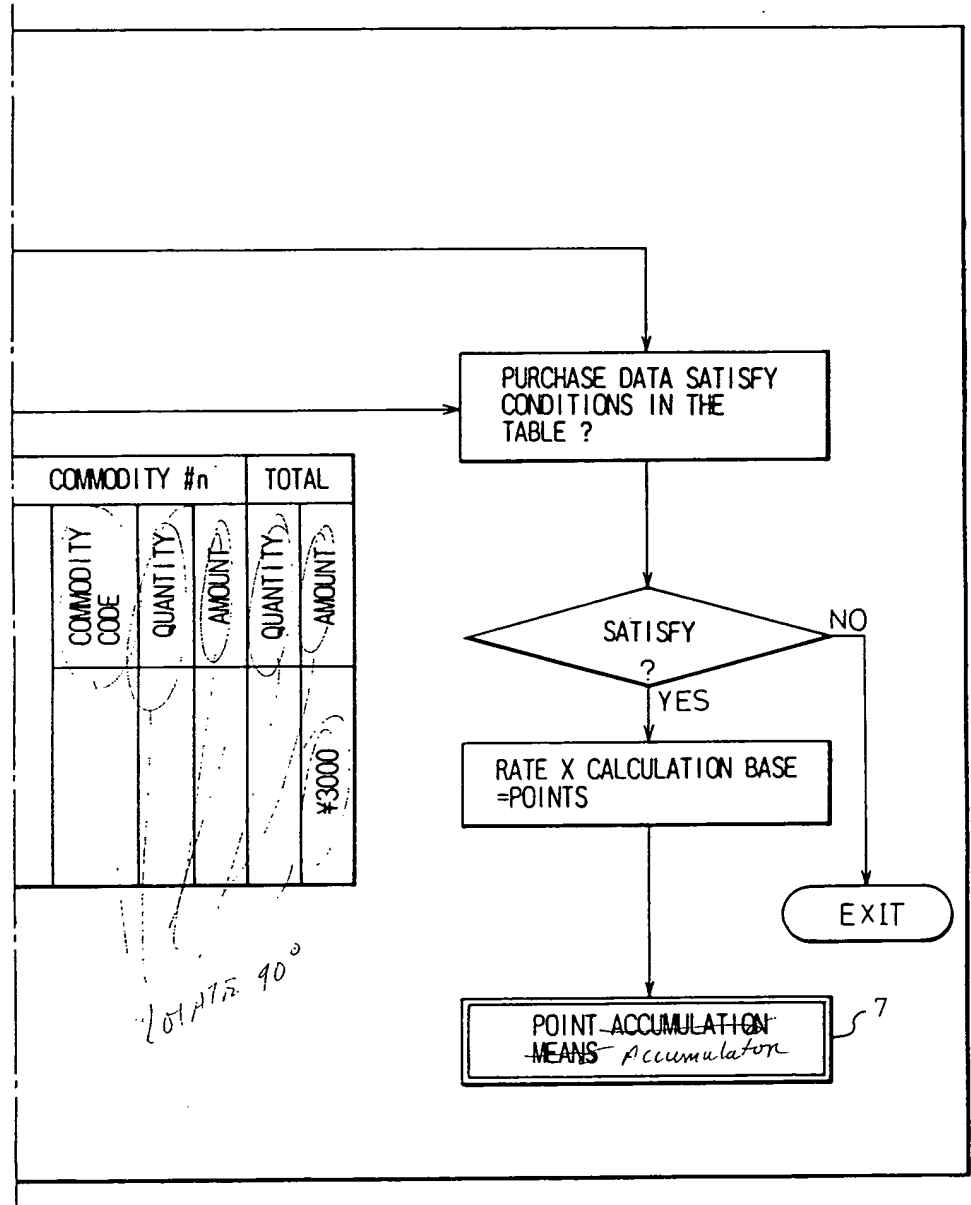 PURCHASE DATA SATISFY
CONDITIONS IN THE
TABLE ?
COMMODITY #n
TOTAL
COMMODITY
CODE
QUANTITY
AMOUNT
QUANTITY
AMOUNT
¥3000
SATISFY
?
NO
YES
RATE X CALCULATION BASE
=POINTS
EXIT
ROTATE 90°
POINT ACCUMULATION
MEANS Accumulator
7